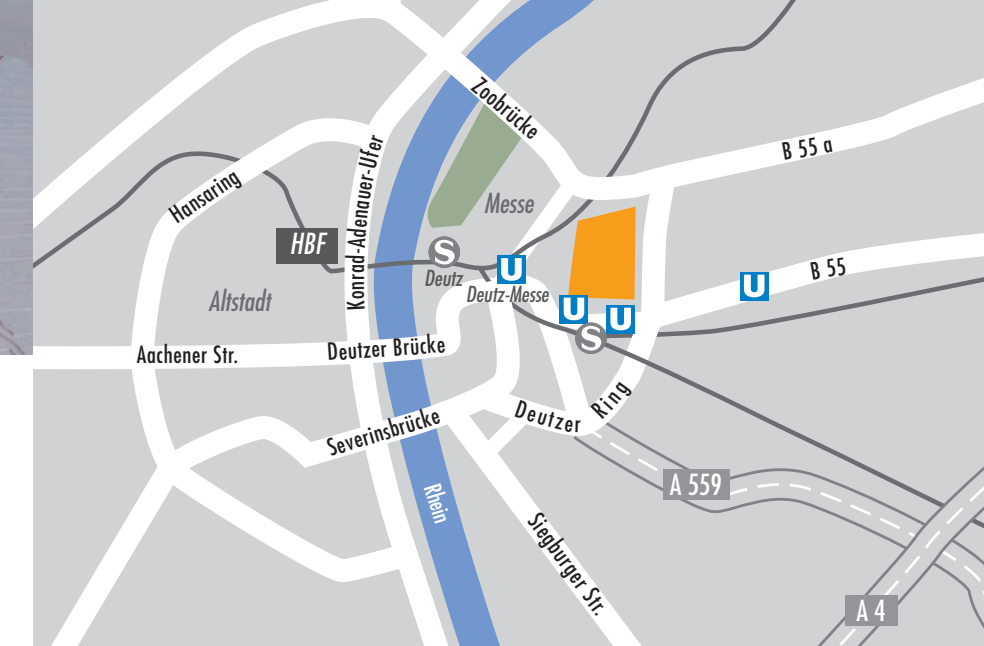 Zoobrücke
B 55 a
Hansaring
Konrad-Adenauer-Ufer
Messe
HBF
S
Deutz
U
Deutz-Messe
U
U
S
U
B 55
Altstadt
Aachener Str.
Deutzer Brücke
Severinsbrücke
Deutzer Ring
Rhein
A 559
Siegburger Str.
A 4